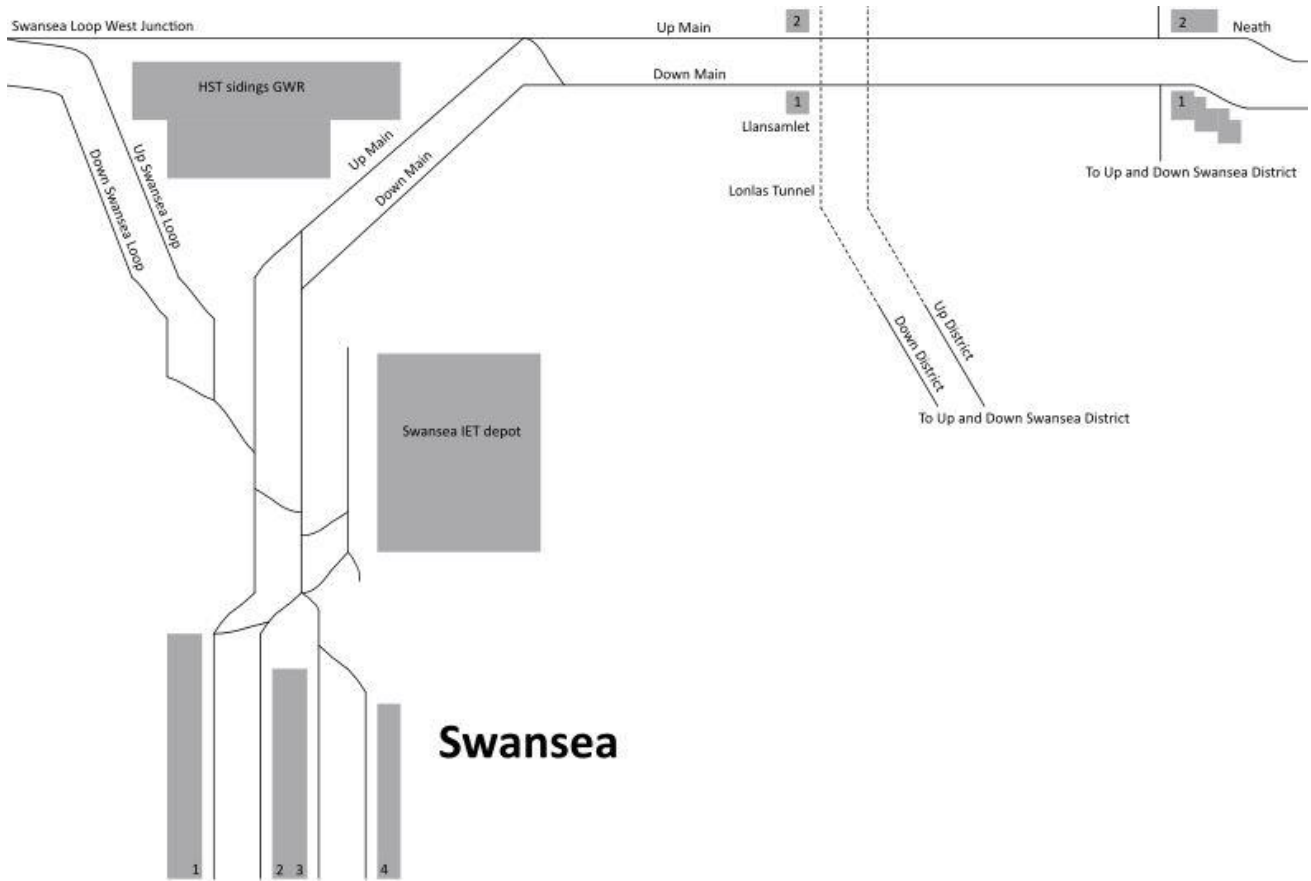 Swansea Loop West Junction
Up Main
2
2
Neath
HST sidings GWR
Down Main
1
1
Llansamlet
Up Main
Down Main
Up Swansea Loop
Down Swansea Loop
To Up and Down Swansea District
Lonlas Tunnel
Up District
Down District
To Up and Down Swansea District
Swansea IET depot
Swansea
1
2
3
4